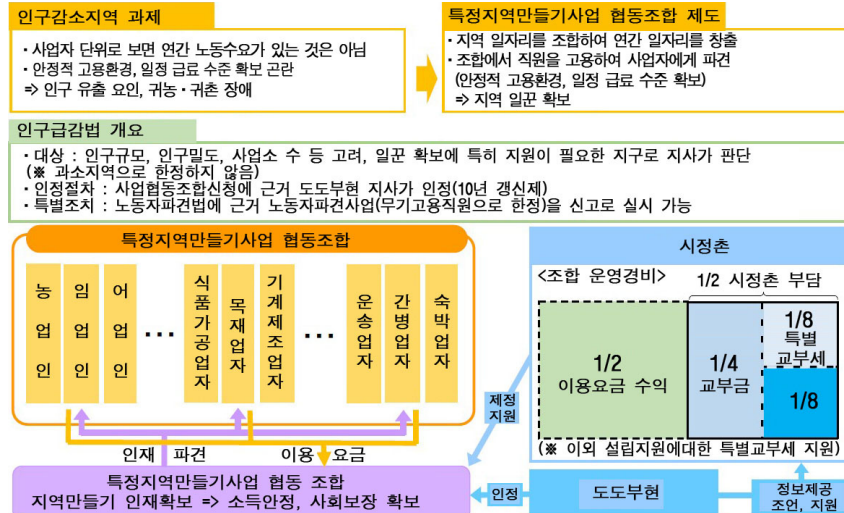 인구감소지역 과제
・사업자 단위로 보면 연간 노동수요가 있는 것은 아님
・안정적 고용환경, 일정 급료 수준 확보 곤란
⇒ 인구 유출 요인, 귀농・귀촌 장애
특정지역만들기사업 협동조합 제도
・지역 일자리를 조합하여 연간 일자리를 창출
・조합에서 직원을 고용하여 사업자에게 파견
(안정적 고용환경, 일정 급료 수준 확보)
⇒ 지역 일꾼 확보
인구급감법 개요
・대상 : 인구규모, 인구밀도, 사업소 수 등 고려, 일꾼 확보에 특히 지원이 필요한 지구로 지사가 판단
(※ 과소지역으로 한정하지 않음)
・인정절차 : 사업협동조합신청에 근거 도도부현 지사가 인정(10년 갱신제)
・특별조치 : 노동자파견법에 근거 노동자파견사업(무기고용직원으로 한정)을 신고로 실시 가능
특정지역만들기사업 협동조합
농업인
임업인
어업인
...
식품가공업자
목재업자
기계제조업자
...
운송업자
간병업자
숙박업자
인재 파견
이용 요금
특정지역만들기사업 협동 조합
지역만들기 인재확보 => 소득안정, 사회보장 확보
시정촌
<조합 운영경비>
1/2 시정촌 부담
1/2
이용요금 수익
1/4
교부금
1/8
특별
교부세
1/8
(※ 이외 설립지원에대한 특별교부세 지원)
제정
지원
인정
도도부현
정보제공
조언, 지원